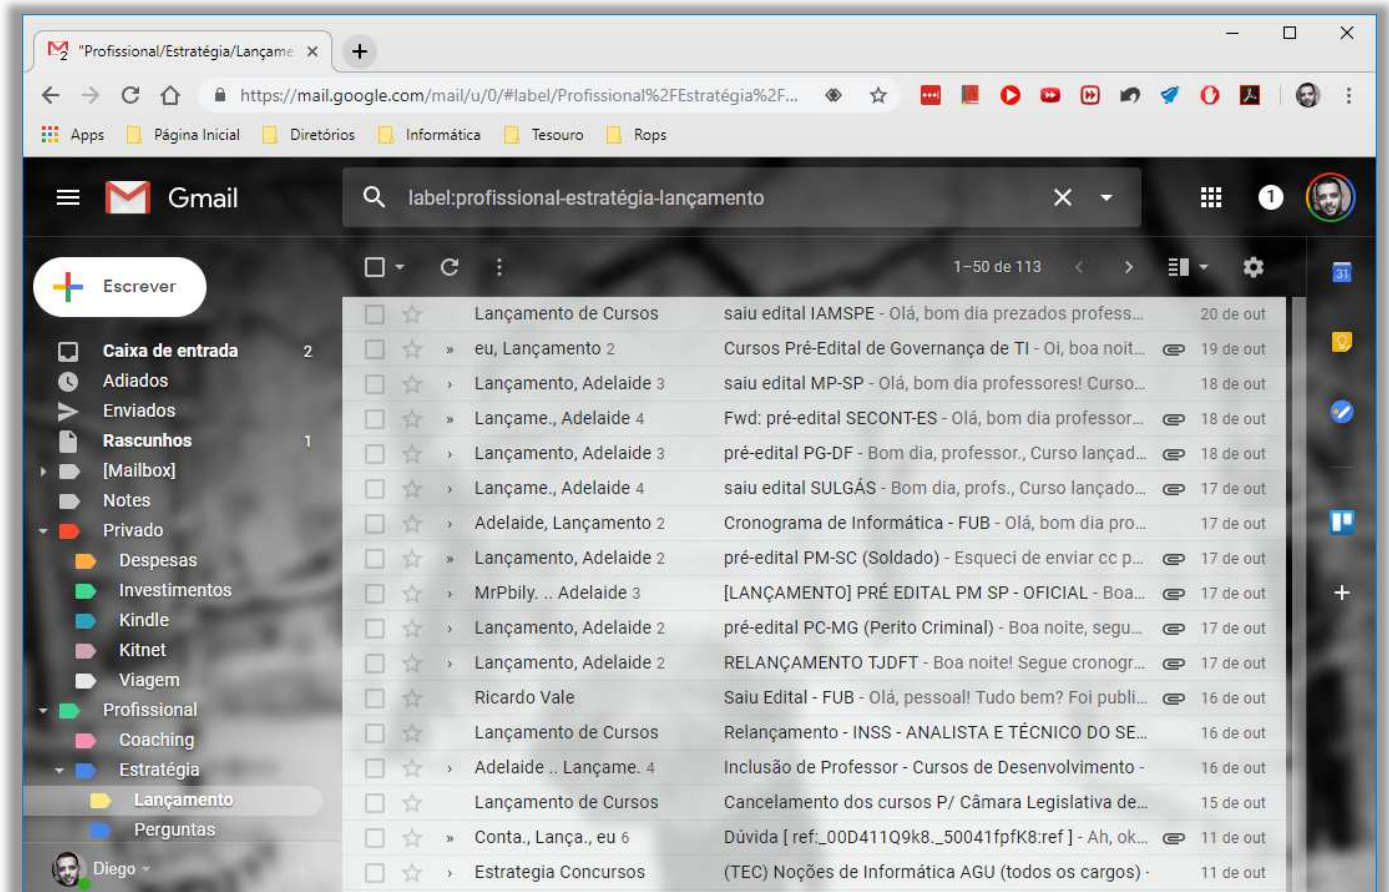 "Profissional/Estratégia/Lançame
https://mail.google.com/mail/u/0/#label/Profissional%2FEstratégia%2F...
Apps Página Inicial Diretórios Informática Tesouro Rops
Gmail
label:profissional-estratégia-lançamento
1
Escrever
1–50 de 113
31
Caixa de entrada 2
Adiados
Enviados
Rascunhos 1
[Mailbox]
Notes
Privado
Despesas
Investimentos
Kindle
Kitnet
Viagem
Profissional
Coaching
Estratégia
Lançamento
Perguntas
Diego
Lançamento de Cursos saiu edital IAMSPE - Olá, bom dia prezados profess... 20 de out
eu, Lançamento 2 Cursos Pré-Edital de Governança de TI - Oi, boa noit... 19 de out
Lançamento, Adelaide 3 saiu edital MP-SP - Olá, bom dia professores! Curso... 18 de out
Lançame., Adelaide 4 Fwd: pré-edital SECONT-ES - Olá, bom dia professor... 18 de out
Lançamento, Adelaide 3 pré-edital PG-DF - Bom dia, professor., Curso lançad... 18 de out
Lançame., Adelaide 4 saiu edital SULGÁS - Bom dia, profs., Curso lançado... 17 de out
Adelaide, Lançamento 2 Cronograma de Informática - FUB - Olá, bom dia pro... 17 de out
Lançamento, Adelaide 2 pré-edital PM-SC (Soldado) - Esqueci de enviar cc p... 17 de out
MrPbily. .. Adelaide 3 [LANÇAMENTO] PRÉ EDITAL PM SP - OFICIAL - Boa... 17 de out
Lançamento, Adelaide 2 pré-edital PC-MG (Perito Criminal) - Boa noite, segu... 17 de out
Lançamento, Adelaide 2 RELANÇAMENTO TJDFT - Boa noite! Segue cronogr... 17 de out
Ricardo Vale Saiu Edital - FUB - Olá, pessoal! Tudo bem? Foi publi... 16 de out
Lançamento de Cursos Relançamento - INSS - ANALISTA E TÉCNICO DO SE... 16 de out
Adelaide .. Lançame. 4 Inclusão de Professor - Cursos de Desenvolvimento - 16 de out
Lançamento de Cursos Cancelamento dos cursos P/ Câmara Legislativa de... 15 de out
Conta., Lança., eu 6 Dúvida [ ref:_00D411Q9k8._50041fpfK8:ref ] - Ah, ok... 11 de out
Estrategia Concursos (TEC) Noções de Informática AGU (todos os cargos) - 11 de out